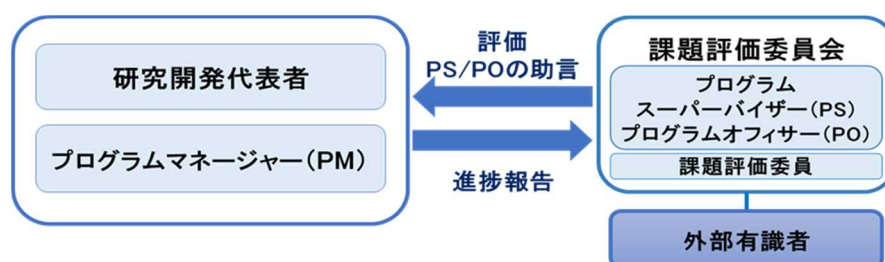 研究開発代表者
プログラムマネージャー(PM)
評価
PS/POの助言
進捗報告
課題評価委員会
プログラム
スーパーバイザー(PS)
プログラムオフィサー(PO)
課題評価委員
外部有識者